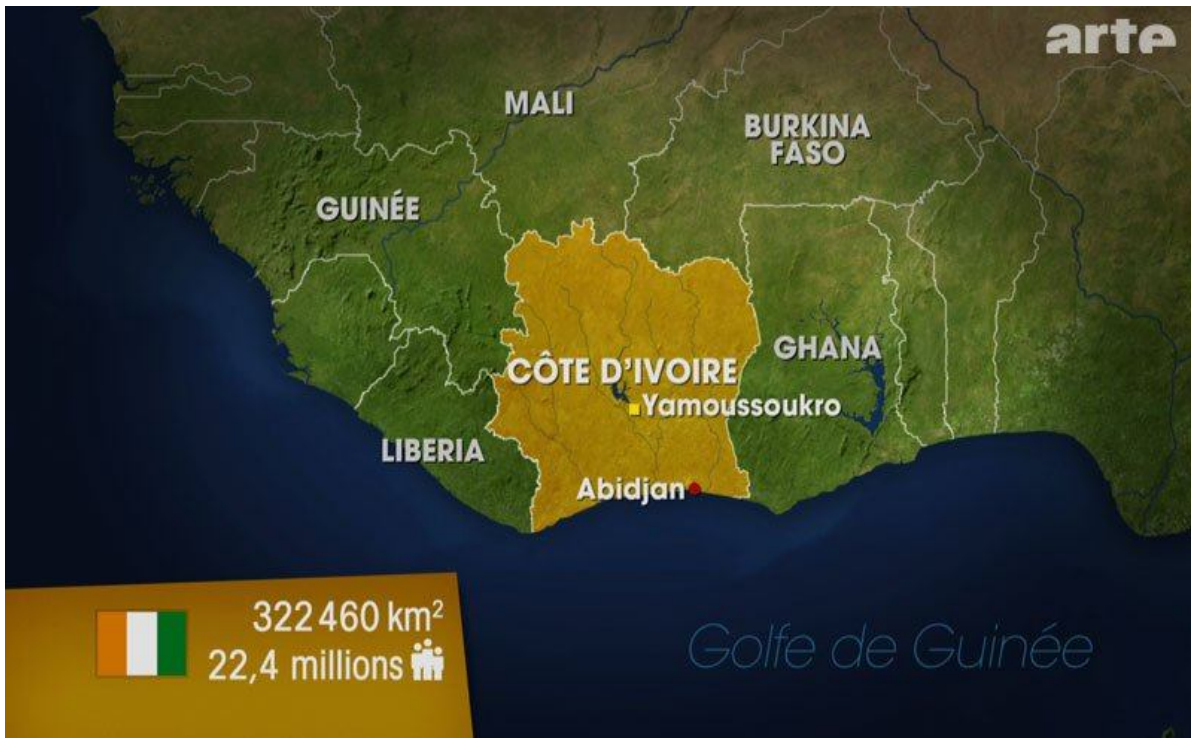 arte
MALI
BURKINA
FASO
GUINÉE
GHANA
CÔTE D'IVOIRE
Yamoussoukro
LIBERIA
Abidjan
322 460 km²
22,4 millions
Golfe de Guinée